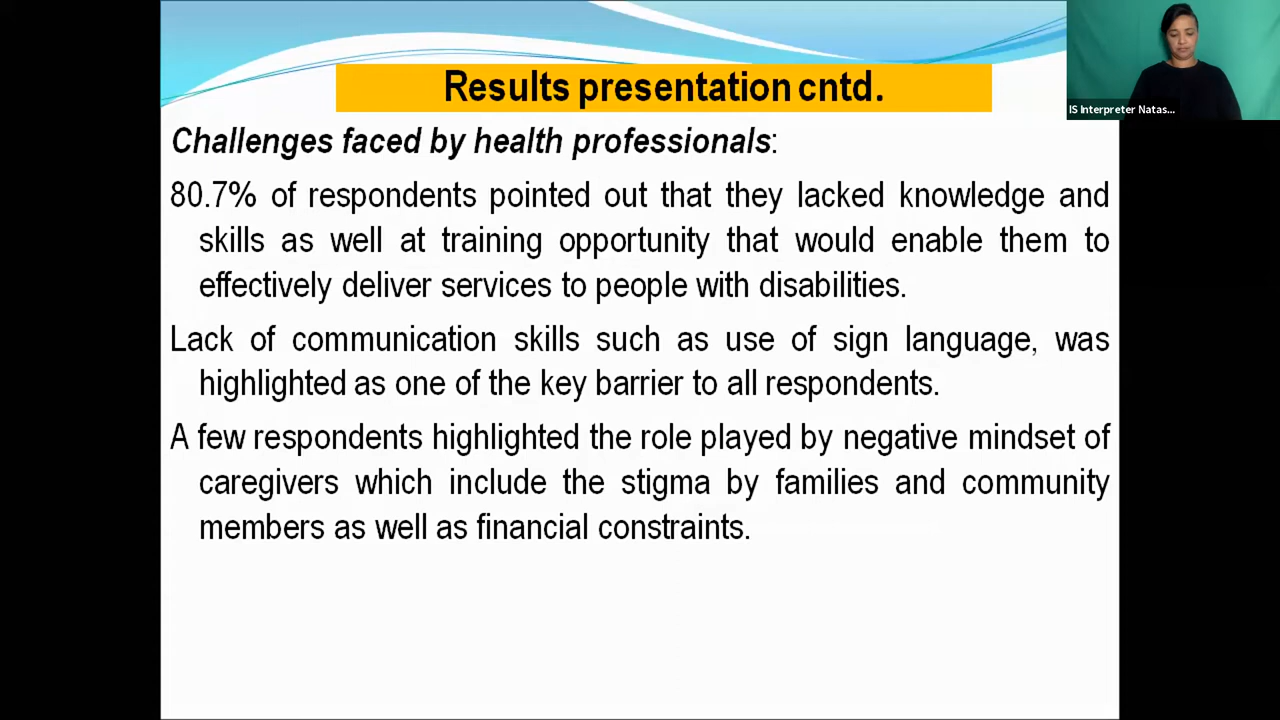 Results presentation cntd.
IS Interpreter Natas...
Challenges faced by health professionals:
80.7% of respondents pointed out that they lacked knowledge and
skills as well at training opportunity that would enable them to
effectively deliver services to people with disabilities.
Lack of communication skills such as use of sign language, was
highlighted as one of the key barrier to all respondents.
A few respondents highlighted the role played by negative mindset of
caregivers which include the stigma by families and community
members as well as financial constraints.